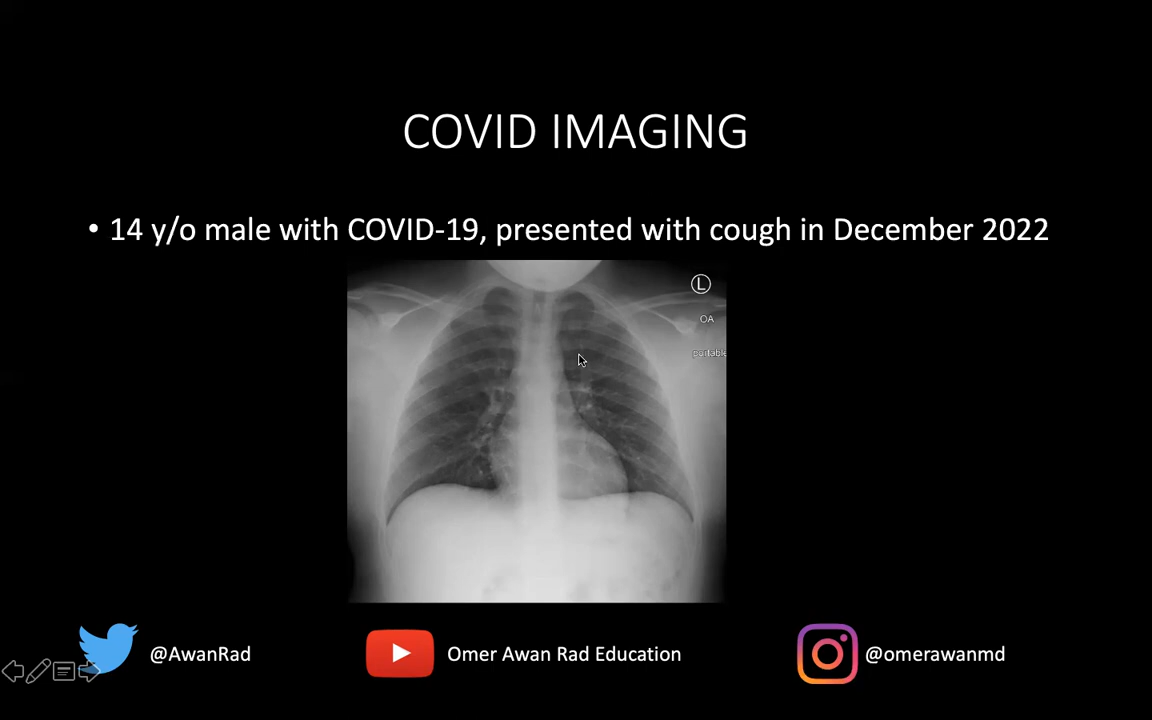 COVID IMAGING
• 14 y/o male with COVID-19, presented with cough in December 2022
L
OA
portable
@AwanRad
Omer Awan Rad Education
@omerawanmd